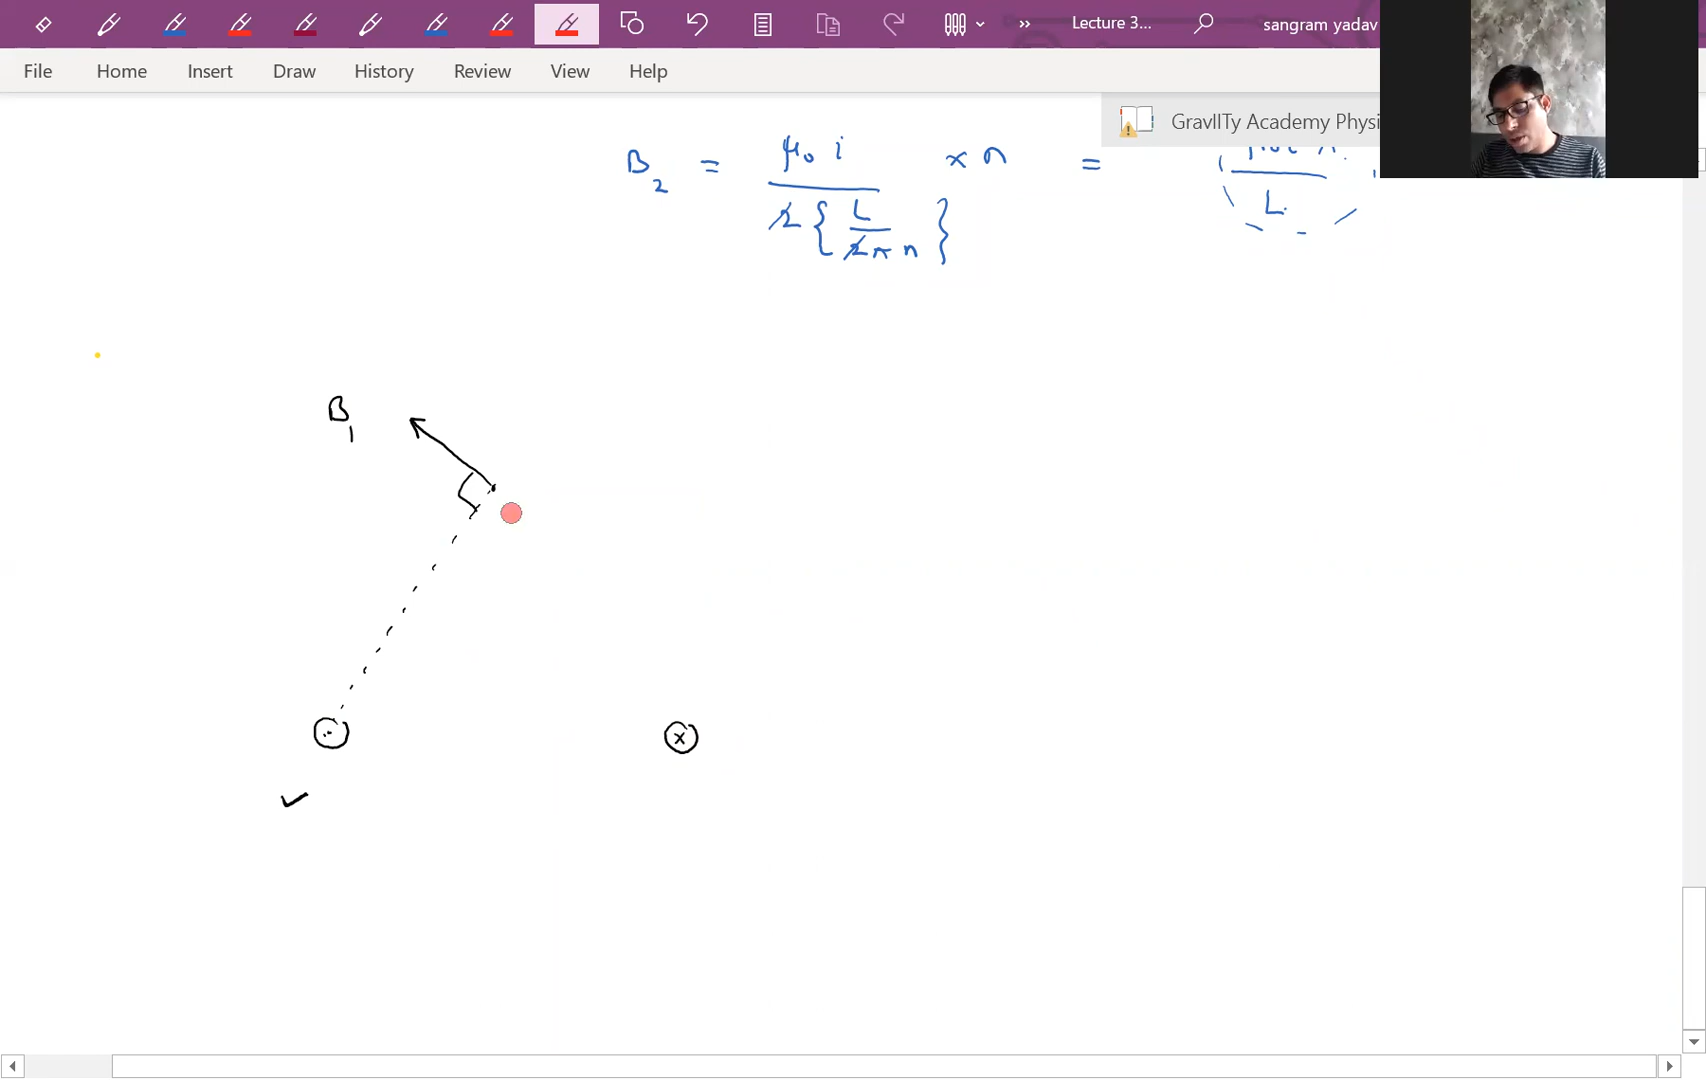 Lecture 3...
sangram yadav
File Home Insert Draw History Review View Help
GravIITy Academy Physi
B₂ = μ₀ i / 2 { L / 2π n } × n =
L
B₁